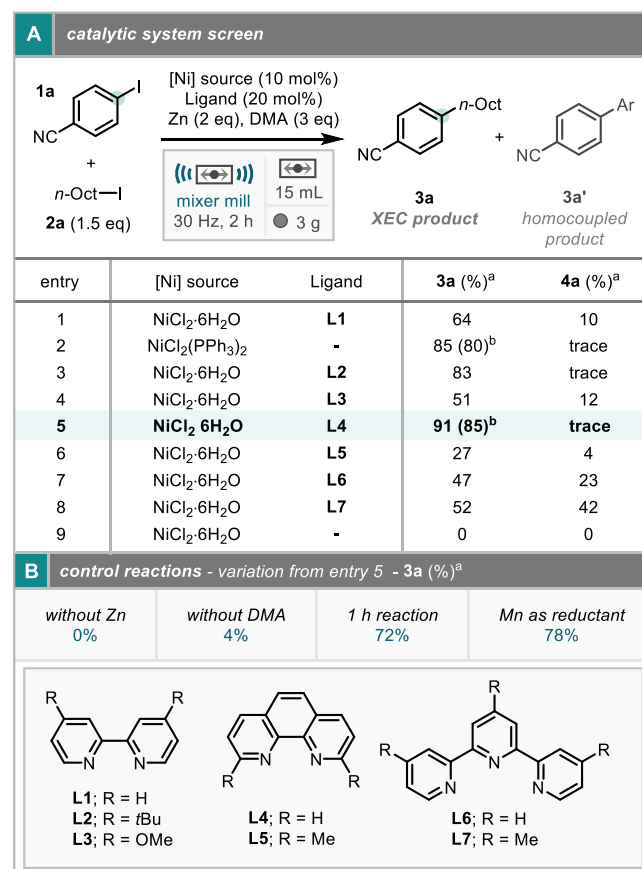 A catalytic system screen
1a
I
NC
+
n-Oct—I
2a (1.5 eq)
[Ni] source (10 mol%)
Ligand (20 mol%)
Zn (2 eq), DMA (3 eq)
mixer mill
30 Hz, 2 h
15 mL
3 g
n-Oct
NC
3a
XEC product
+
Ar
NC
3a'
homocoupled
product
entry [Ni] source Ligand 3a (%)a 4a (%)a
1 NiCl2·6H2O L1 64 10
2 NiCl2(PPh3)2 - 85 (80)b trace
3 NiCl2·6H2O L2 83 trace
4 NiCl2·6H2O L3 51 12
5 NiCl2 6H2O L4 91 (85)b trace
6 NiCl2·6H2O L5 27 4
7 NiCl2·6H2O L6 47 23
8 NiCl2·6H2O L7 52 42
9 NiCl2·6H2O - 0 0
B control reactions - variation from entry 5 - 3a (%)a
without Zn without DMA 1 h reaction Mn as reductant
0% 4% 72% 78%
R R
N N
L1; R = H
L2; R = tBu
L3; R = OMe
N N
R R
L4; R = H
L5; R = Me
R
R R
N N N
L6; R = H
L7; R = Me